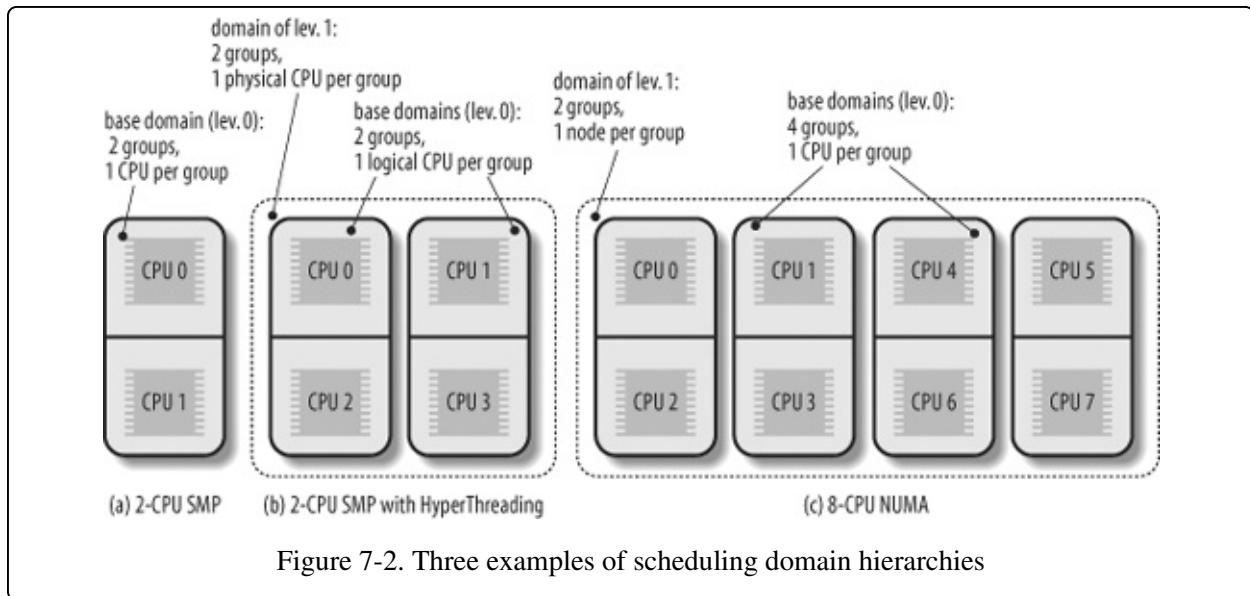 domain of lev. 1:
2 groups,
1 physical CPU per group
base domain (lev. 0):
2 groups,
1 CPU per group
base domains (lev. 0):
2 groups,
1 logical CPU per group
domain of lev. 1:
2 groups,
1 node per group
base domains (lev. 0):
4 groups,
1 CPU per group
CPU 0
CPU 1
CPU 0
CPU 1
CPU 2
CPU 3
CPU 0
CPU 1
CPU 4
CPU 5
CPU 2
CPU 3
CPU 6
CPU 7
(a) 2-CPU SMP
(b) 2-CPU SMP with HyperThreading
(c) 8-CPU NUMA
Figure 7-2. Three examples of scheduling domain hierarchies